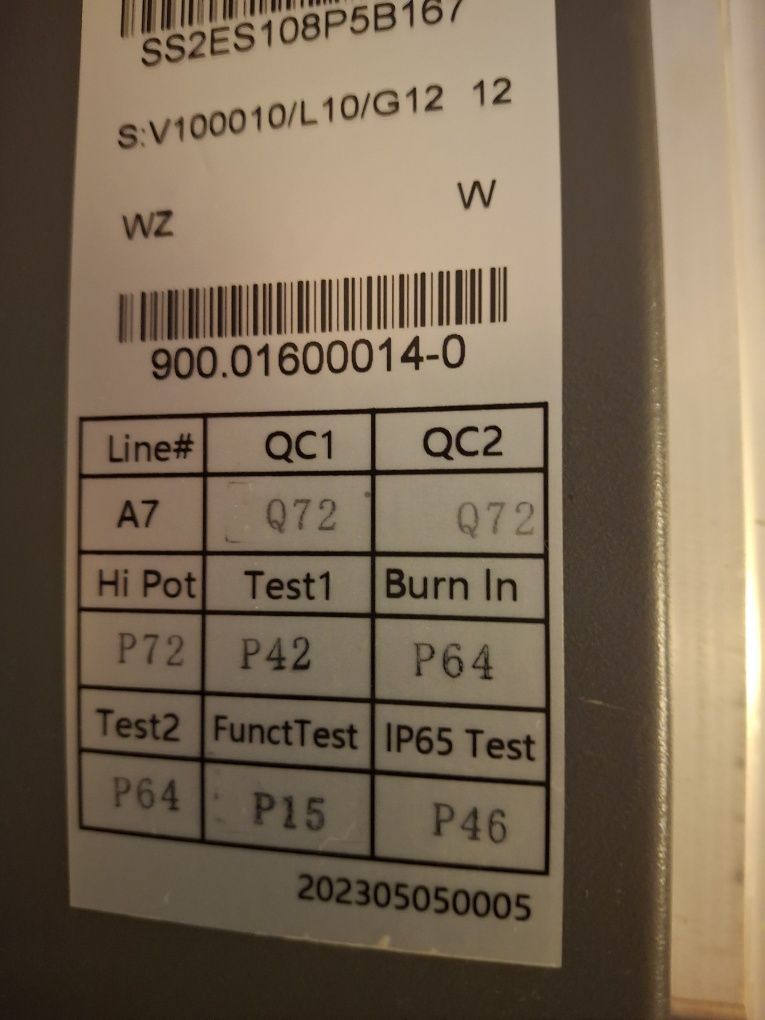 SS2ES108P5B167
S:V100010/L10/G12 12
WZ W
900.01600014-0
Line# QC1 QC2
A7 Q72 Q72
Hi Pot Test1 Burn In
P72 P42 P64
Test2 FunctTest IP65 Test
P64 P15 P46
202305050005